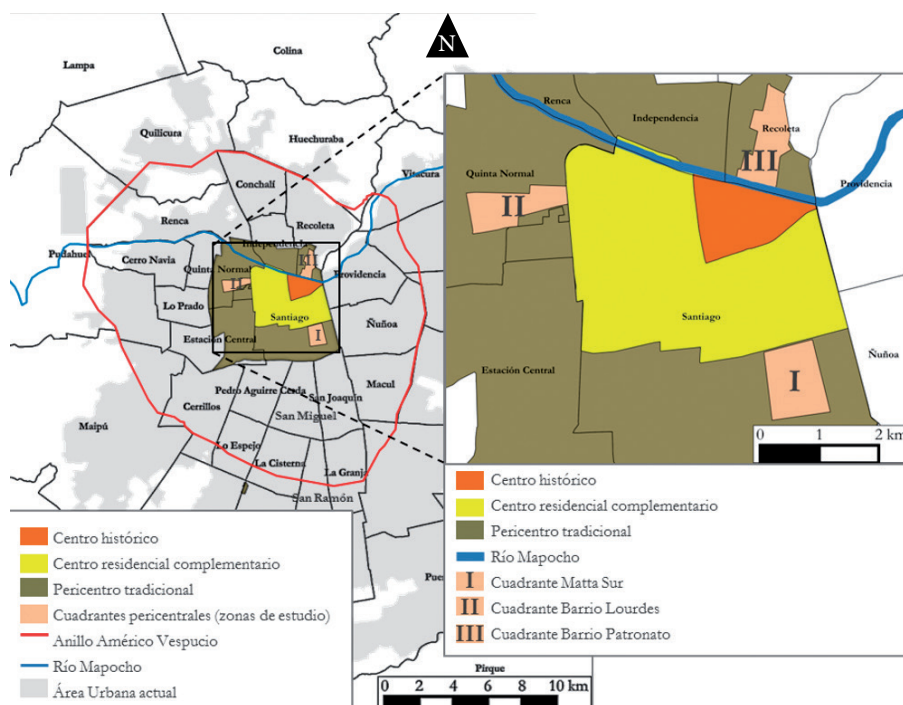 N
Colina
Lampa
Quilicura
Huechuraba
Vitacura
Conchalí
Renca
Recoleta
Pudahuel
Cerro Navia
Independencia
Quinta Normal
III
Providencia
II
Lo Prado
Santiago
Ñuñoa
I
Estación Central
Pedro Aguirre Cerda
San Joaquín
Macul
Cerrillos
San Miguel
Maipú
Lo Espejo
La Cisterna
La Granja
San Ramón
Pirque
0 2 4 6 8 10 km
Renca
Independencia
Recoleta
III
Quinta Normal
Providencia
II
Santiago
Ñuñoa
Estación Central
I
0 1 2 km
Centro histórico
Centro residencial complementario
Pericentro tradicional
Cuadrantes pericentrales (zonas de estudio)
Anillo Américo Vespucio
Río Mapocho
Área Urbana actual
Centro histórico
Centro residencial complementario
Pericentro tradicional
Río Mapocho
I Cuadrante Matta Sur
II Cuadrante Barrio Lourdes
III Cuadrante Barrio Patronato